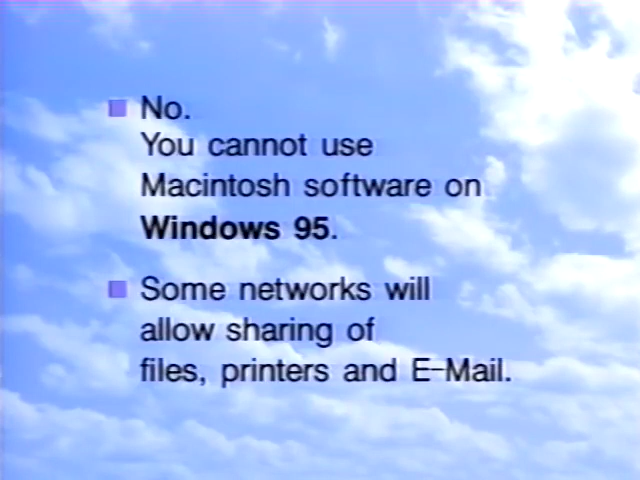 No.
You cannot use
Macintosh software on
Windows 95.
Some networks will
allow sharing of
files, printers and E-Mail.